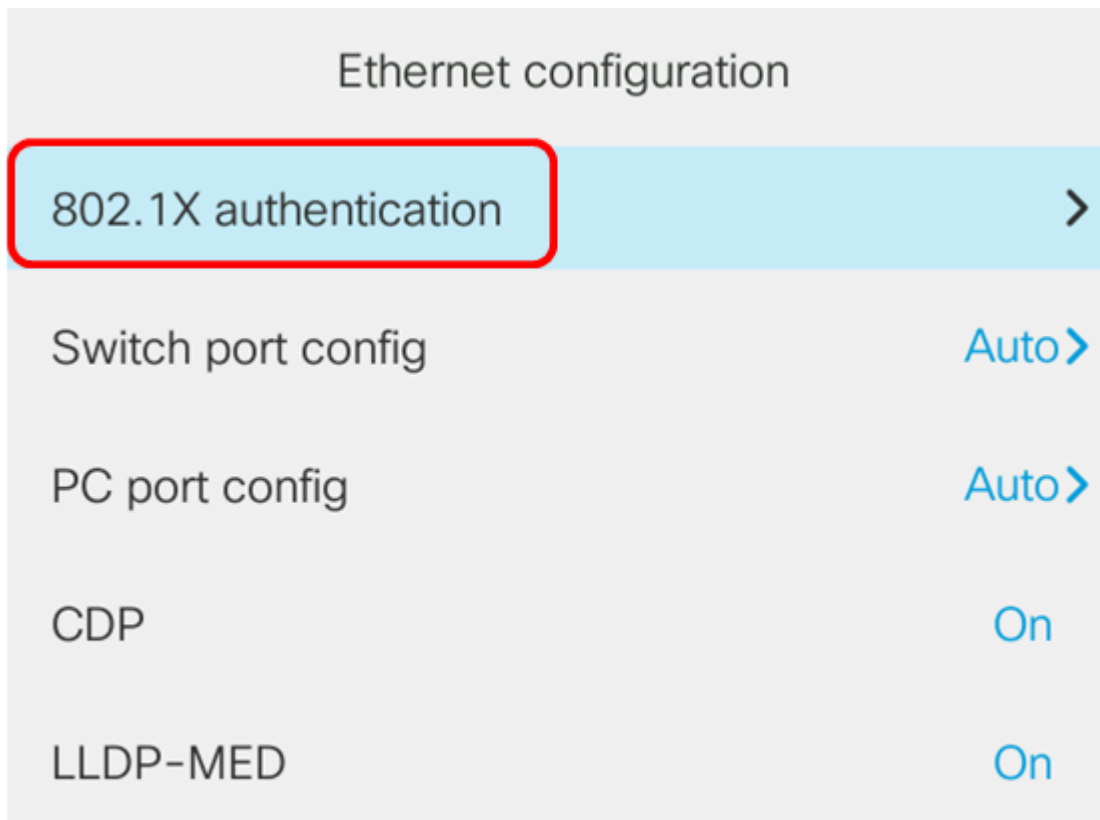 Ethernet configuration
802.1X authentication
Switch port config Auto
PC port config Auto
CDP On
LLDP-MED On